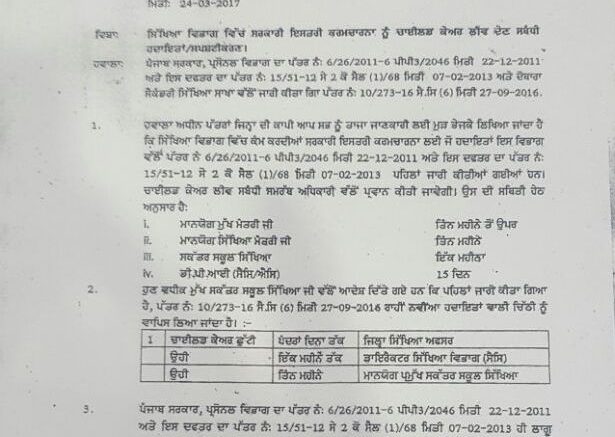 ਮਿਤੀ: 24-03-2017
ਵਿਸ਼ਾ: ਸਿੱਖਿਆ ਵਿਭਾਗ ਵਿੱਚ ਸਰਕਾਰੀ ਇਸਤਰੀ ਕਰਮਚਾਰਨਾ ਨੂੰ ਚਾਈਲਡ ਕੇਅਰ ਲੀਵ ਦੇਣ ਸਬੰਧੀ
ਹਦਾਇਤਾਂ/ਸਪਸ਼ਟੀਕਰਣ।
ਹਵਾਲਾ: ਪੰਜਾਬ ਸਰਕਾਰ, ਪ੍ਰਸੋਨਲ ਵਿਭਾਗ ਦਾ ਪੱਤਰ ਨੰ: 6/26/2011-6 ਪੀਪੀ3/2046 ਮਿਤੀ 22-12-2011
ਅਤੇ ਇਸ ਦਫਤਰ ਦਾ ਪੱਤਰ ਨੰ: 15/51-12 ਸੇ 2 ਕੋ ਸੈਲ (1)/68 ਮਿਤੀ 07-02-2013 ਅਤੇ ਦੋਬਾਰਾ
ਸੈਕੰਡਰੀ ਸਿੱਖਿਆ ਸਾਖਾ ਵੱਲੋਂ ਜਾਰੀ ਕੀਤਾ ਗਿਆ ਪੱਤਰ ਨੰ: 10/273-16 ਸੈ.ਸਿ (6) ਮਿਤੀ 27-09-2016.
1. ਹਵਾਲਾ ਅਧੀਨ ਪੱਤਰਾਂ ਜਿਨ੍ਹਾ ਦੀ ਕਾਪੀ ਆਪ ਸਭ ਨੂੰ ਤਾਜਾ ਜਾਣਕਾਰੀ ਲਈ ਮੁੜ ਭੇਜਕੇ ਲਿਖਿਆ ਜਾਂਦਾ ਹੈ
ਕਿ ਸਿੱਖਿਆ ਵਿਭਾਗ ਵਿੱਚ ਕੰਮ ਕਰਦੀਆਂ ਸਰਕਾਰੀ ਇਸਤਰੀ ਕਰਮਚਾਰਨਾ ਲਈ ਜੋ ਹਦਾਇਤਾਂ ਇਸ ਵਿਭਾਗ
ਵੱਲੋਂ ਪੱਤਰ ਨੰ 6/26/2011-6 ਪੀਪੀ3/2046 ਮਿਤੀ 22-12-2011 ਅਤੇ ਇਸ ਦਫਤਰ ਦਾ ਪੱਤਰ ਨੰ:
15/51-12 ਸੇ 2 ਕੋ ਸੈਲ (1)/68 ਮਿਤੀ 07-02-2013 ਪਹਿਲਾਂ ਜਾਰੀ ਕੀਤੀਆਂ ਗਈਆਂ ਹਨ।
ਚਾਈਲਡ ਕੇਅਰ ਲੀਵ ਸਬੰਧੀ ਸਮਰੱਥ ਅਧਿਕਾਰੀ ਵੱਲੋਂ ਪ੍ਰਵਾਨ ਕੀਤੀ ਜਾਵੇਗੀ। ਉਸ ਦੀ ਸਥਿਤੀ ਹੇਠ
ਅਨੁਸਾਰ ਹੈ:
i. ਮਾਨਯੋਗ ਮੁੱਖ ਮੰਤਰੀ ਜੀ ਤਿੰਨ ਮਹੀਨੇ ਤੋਂ ਉਪਰ
ii. ਮਾਨਯੋਗ ਸਿੱਖਿਆ ਮੰਤਰੀ ਜੀ ਤਿੰਨ ਮਹੀਨੇ
iii. ਸਕੱਤਰ ਸਕੂਲ ਸਿੱਖਿਆ ਇੱਕ ਮਹੀਨਾ
iv. ਡੀ.ਪੀ.ਆਈ (ਸੈਸਿ/ਐਸਿ) 15 ਦਿਨ
2. ਹੁਣ ਵਧੀਕ ਮੁੱਖ ਸਕੱਤਰ ਸਕੂਲ ਸਿੱਖਿਆ ਜੀ ਵੱਲੋਂ ਆਦੇਸ਼ ਦਿੱਤੇ ਗਏ ਹਨ ਕਿ ਪਹਿਲਾਂ ਜਾਰੀ ਕੀਤਾ ਗਿਆ
ਹੈ, ਪੱਤਰ ਨੰ: 10/273-16 ਸੈ.ਸਿ (6) ਮਿਤੀ 27-09-2016 ਰਾਹੀਂ ਨਵੀਂਆ ਹਦਾਇਤਾਂ ਵਾਲੀ ਚਿੱਠੀ ਨੂੰ
ਵਾਪਿਸ ਲਿਆ ਜਾਂਦਾ ਹੈ। :-
1 ਚਾਈਲਡ ਕੇਅਰ ਛੁੱਟੀ ਪੰਦਰਾਂ ਦਿਨਾ ਤੱਕ ਜਿਲ੍ਹਾ ਸਿੱਖਿਆ ਅਫਸਰ
ਉਹੀ ਇੱਕ ਮਹੀਨੇ ਤੱਕ ਡਾਇਰੈਕਟਰ ਸਿੱਖਿਆ ਵਿਭਾਗ (ਸੈਸਿ)
ਉਹੀ ਤਿੰਨ ਮਹੀਨੇ ਮਾਨਯੋਗ ਪ੍ਰਮੁੱਖ ਸਕੱਤਰ ਸਕੂਲ ਸਿੱਖਿਆ
3. ਪੰਜਾਬ ਸਰਕਾਰ, ਪ੍ਰਸੋਨਲ ਵਿਭਾਗ ਦਾ ਪੱਤਰ ਨੰ: 6/26/2011-6 ਪੀਪੀ3/2046 ਮਿਤੀ 22-12-2011
ਅਤੇ ਇਸ ਦਫਤਰ ਦਾ ਪੱਤਰ ਨੰ: 15/51-12 ਸੇ 2 ਕੋ ਸੈਲ (1)/68 ਮਿਤੀ 07-02-2013 ਹੀ ਲਾਗੂ